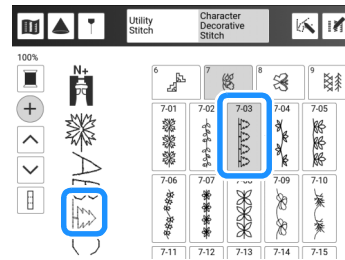 Utility
Stitch
Character
Decorative
Stitch
100%
N+
6 7 8 9
7-01 7-02 7-03 7-04 7-05
7-06 7-07 7-09 7-10
7-11 7-12 7-13 7-14 7-15